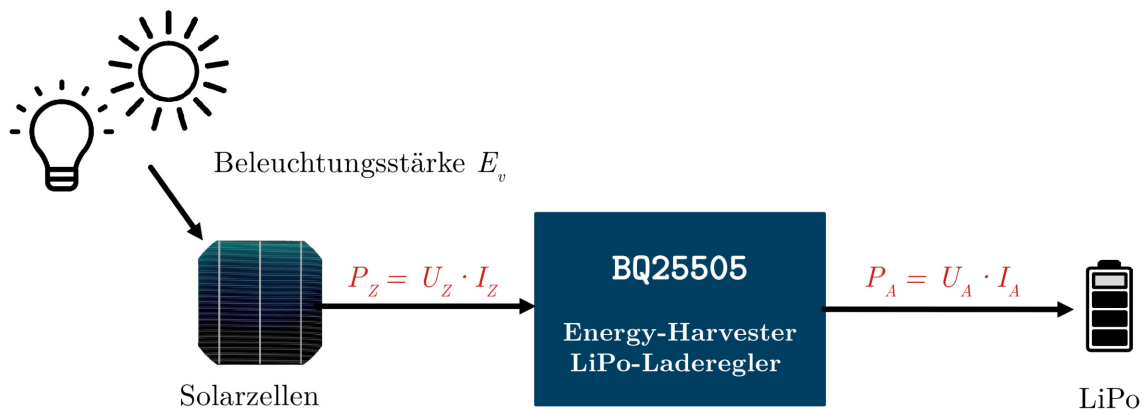 Beleuchtungsstärke E_v
BQ25505
P_Z = U_Z · I_Z
P_A = U_A · I_A
Energy-Harvester
LiPo-Laderegler
Solarzellen
LiPo